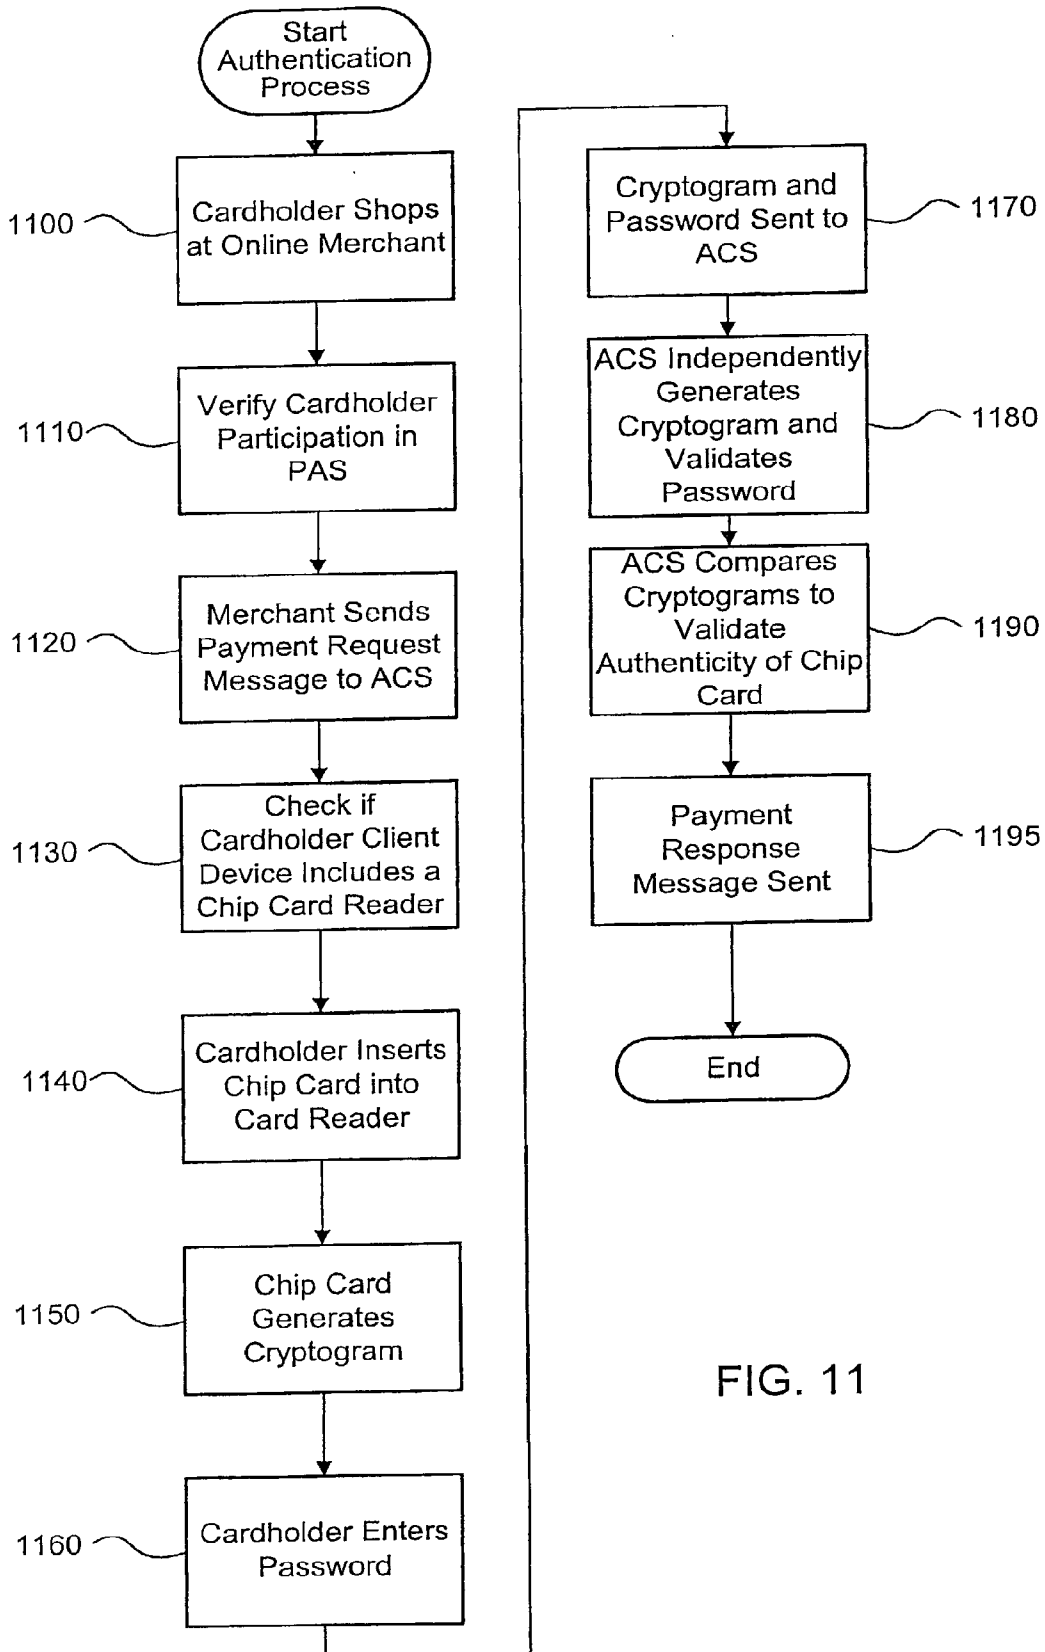 Start
Authentication
Process
1100
Cardholder Shops
at Online Merchant
1110
Verify Cardholder
Participation in
PAS
1120
Merchant Sends
Payment Request
Message to ACS
1130
Check if
Cardholder Client
Device Includes a
Chip Card Reader
1140
Cardholder Inserts
Chip Card into
Card Reader
1150
Chip Card
Generates
Cryptogram
1160
Cardholder Enters
Password
Cryptogram and
Password Sent to
ACS
1170
ACS Independently
Generates
Cryptogram and
Validates
Password
1180
ACS Compares
Cryptograms to
Validate
Authenticity of Chip
Card
1190
Payment
Response
Message Sent
1195
End
FIG. 11